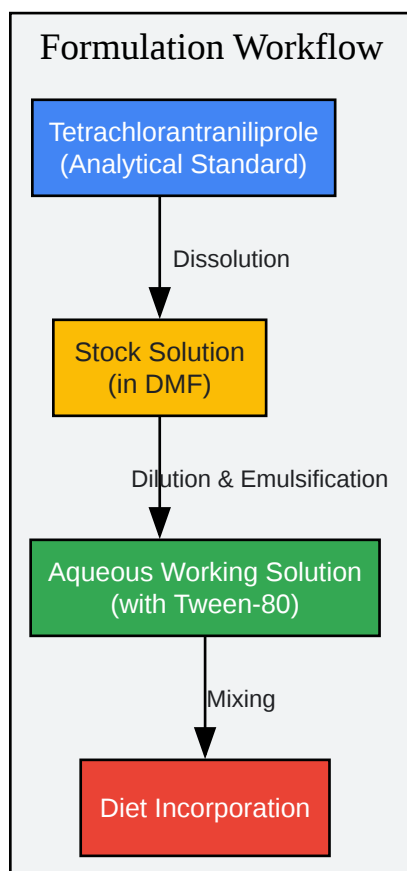 Formulation Workflow
Tetrachlorantraniliprole
(Analytical Standard)
Dissolution
Stock Solution
(in DMF)
Dilution & Emulsification
Aqueous Working Solution
(with Tween-80)
Mixing
Diet Incorporation